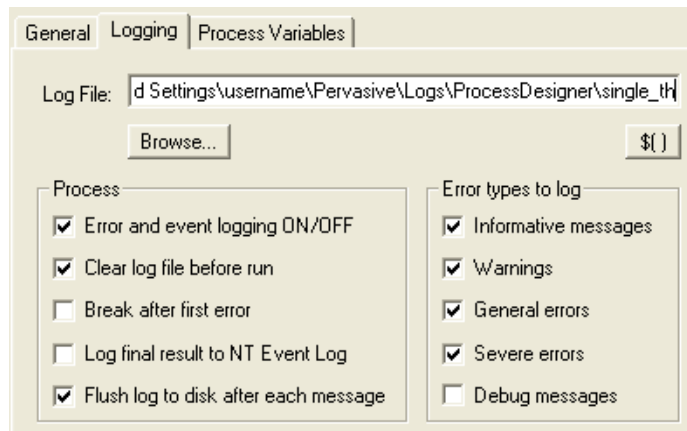 General Logging Process Variables
Log File: d Settings\username\Pervasive\Logs\ProcessDesigner\single_th
Browse... $( )
Process
Error and event logging ON/OFF
Clear log file before run
Break after first error
Log final result to NT Event Log
Flush log to disk after each message
Error types to log
Informative messages
Warnings
General errors
Severe errors
Debug messages